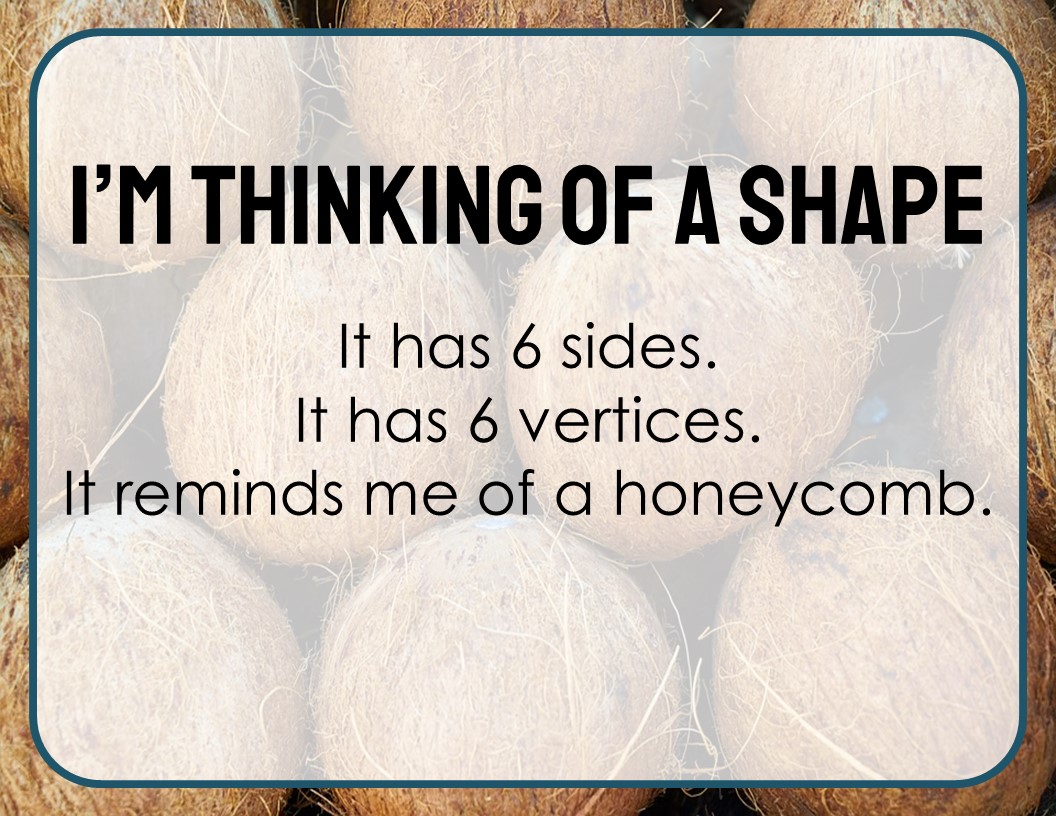 I'M THINKING OF A SHAPE
It has 6 sides.
It has 6 vertices.
It reminds me of a honeycomb.